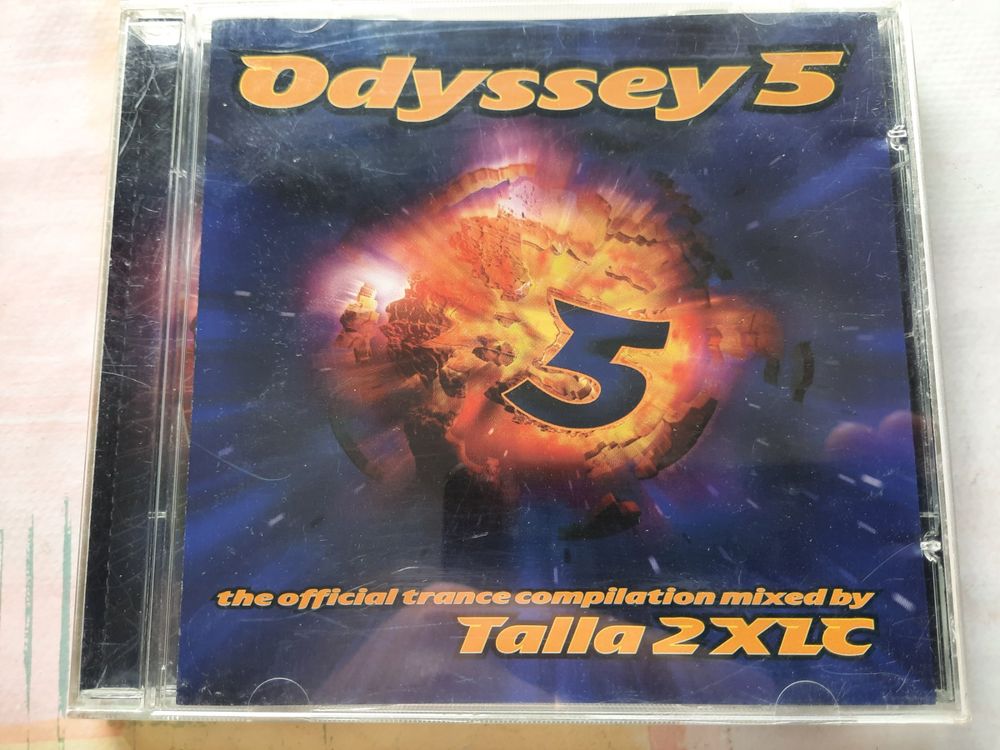 Odyssey 5
5
the official trance compilation mixed by
Talla 2XLC